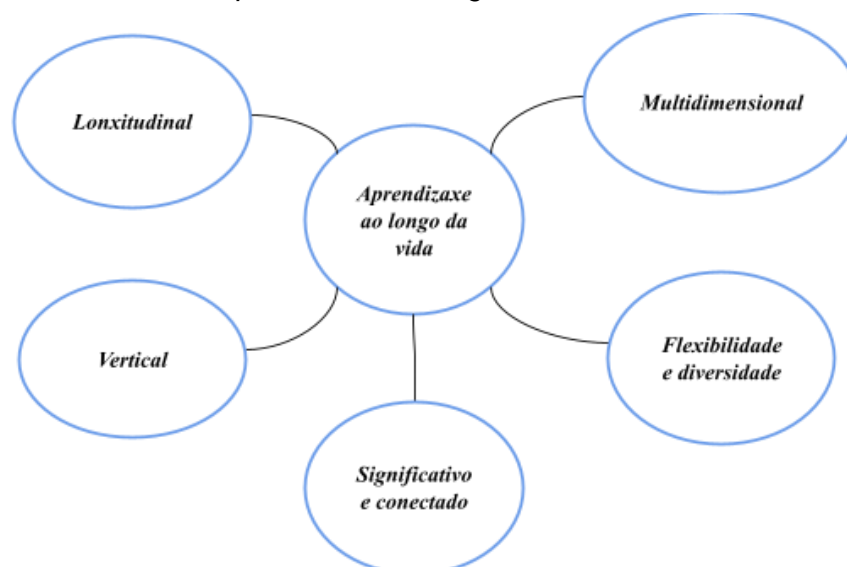 Lonxitudinal
Multidimensional
Aprendizaxe
ao longo da
vida
Vertical
Flexibilidade
e diversidade
Significativo
e conectado